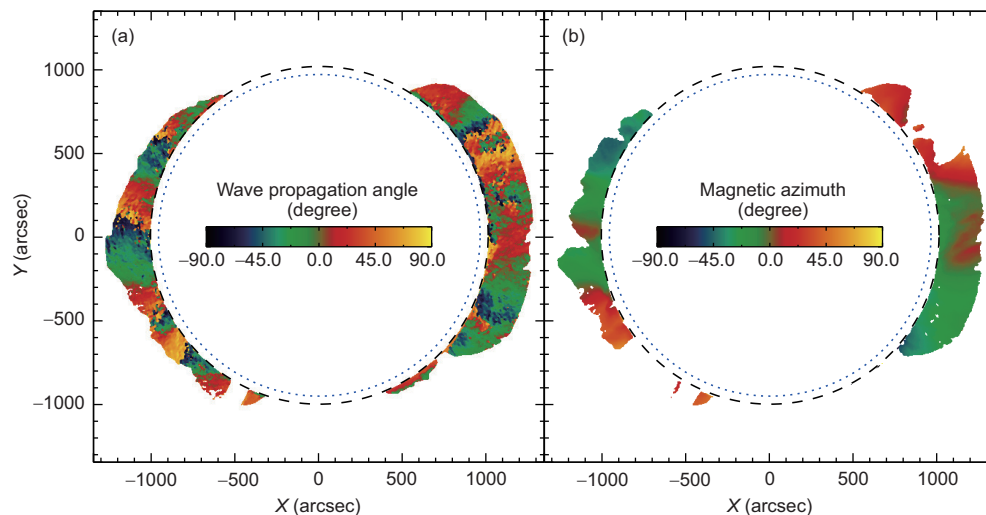 (a)
(b)
1000
500
0
−500
−1000
Y (arcsec)
Wave propagation angle
(degree)
−90.0 −45.0 0.0 45.0 90.0
Magnetic azimuth
(degree)
−90.0 −45.0 0.0 45.0 90.0
−1000 −500 0 500 1000
−1000 −500 0 500 1000
X (arcsec)
X (arcsec)